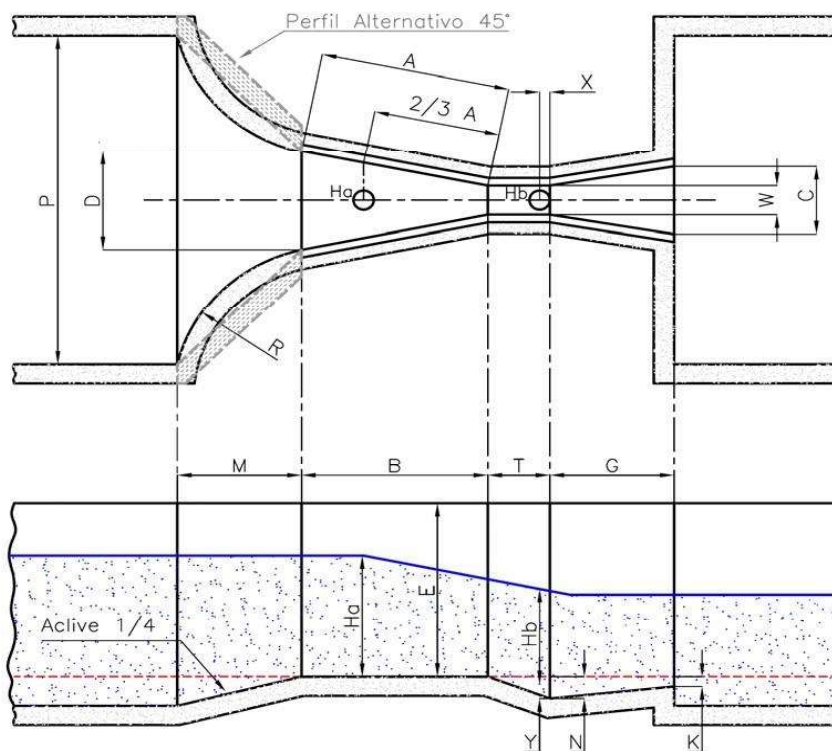 Perfil Alternativo 45°
A
X
2/3 A
P
D
Ha
Hb
W
C
R
M
B
T
G
E
Ha
Hb
Aclive 1/4
Y
N
K